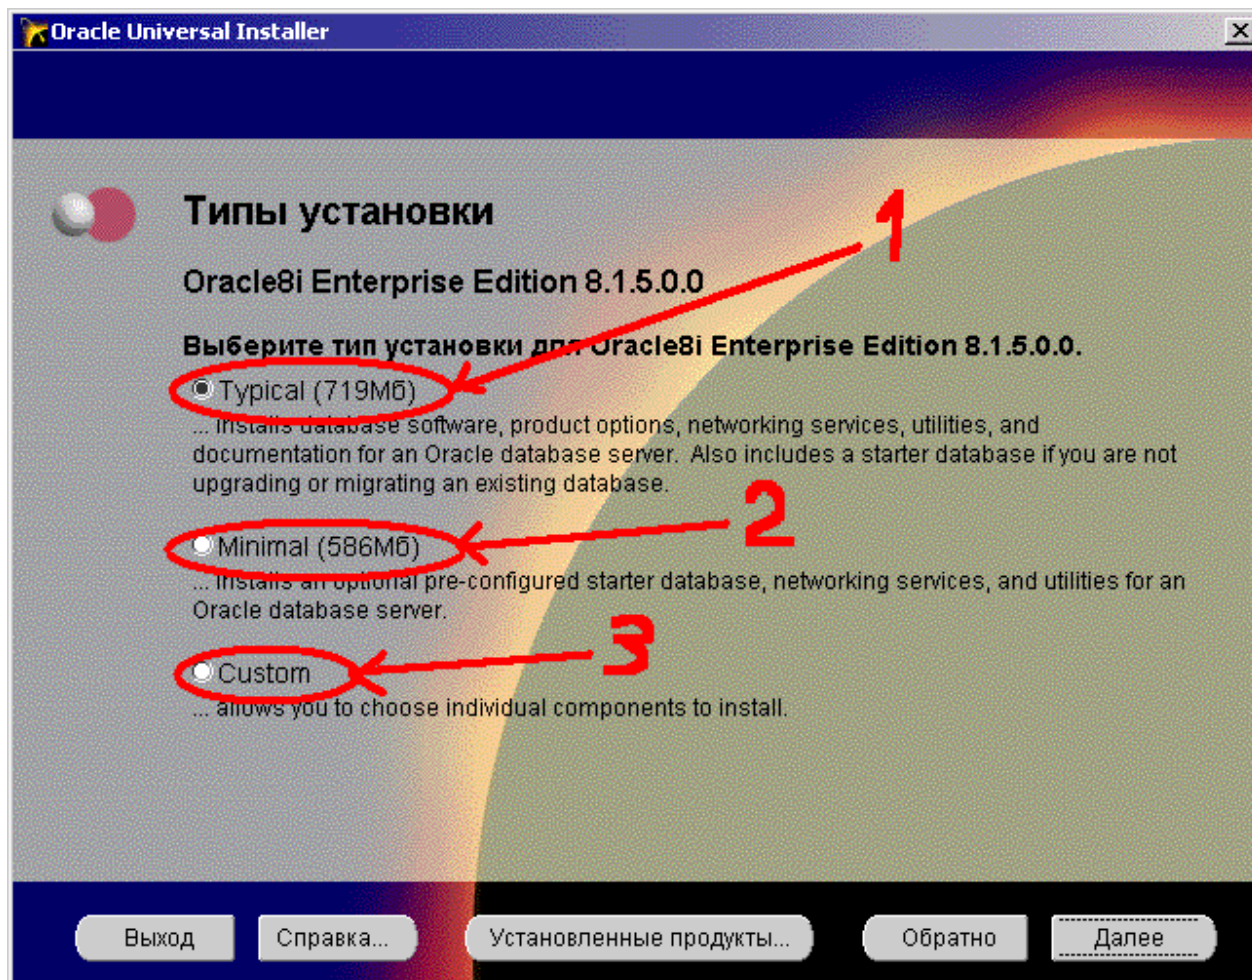 Oracle Universal Installer
Типы установки
1
Oracle8i Enterprise Edition 8.1.5.0.0
Выберите тип установки для Oracle8i Enterprise Edition 8.1.5.0.0.
Typical (719Мб)
... installs database software, product options, networking services, utilities, and
documentation for an Oracle database server. Also includes a starter database if you are not
upgrading or migrating an existing database.
2
Minimal (586Мб)
... installs an optional pre-configured starter database, networking services, and utilities for an
Oracle database server.
3
Custom
... allows you to choose individual components to install.
Выход
Справка...
Установленные продукты...
Обратно
Далее